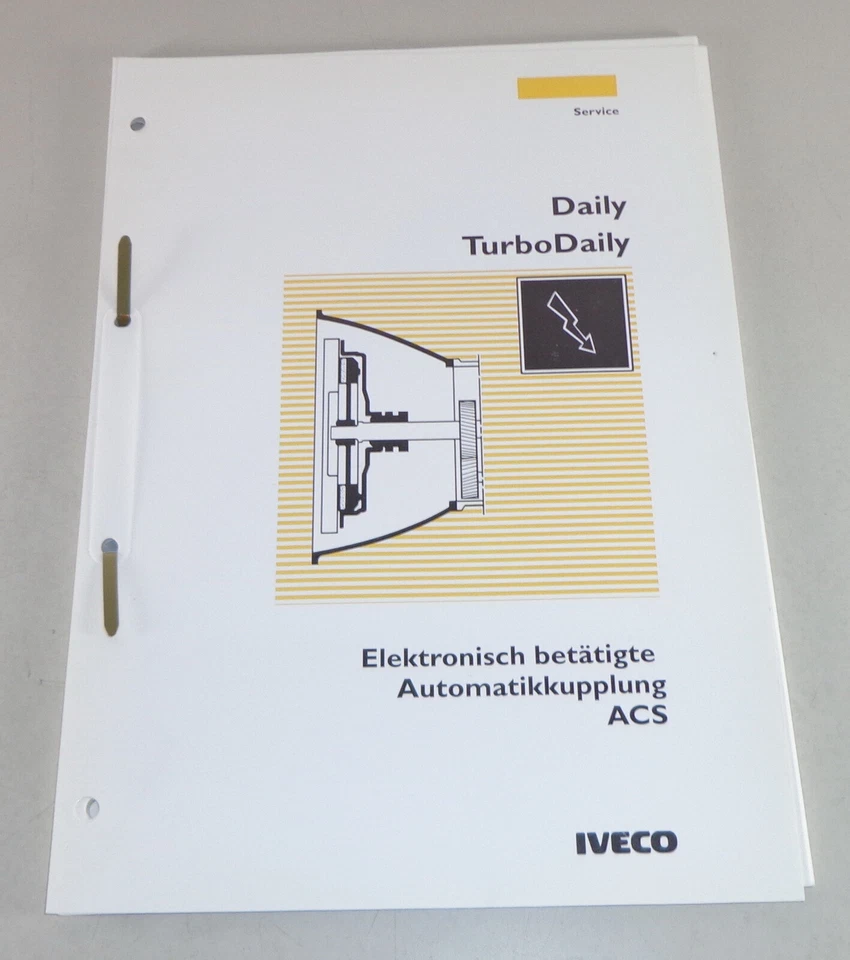 Service
Daily
TurboDaily
Elektronisch betätigte
Automatikkupplung
ACS
IVECO